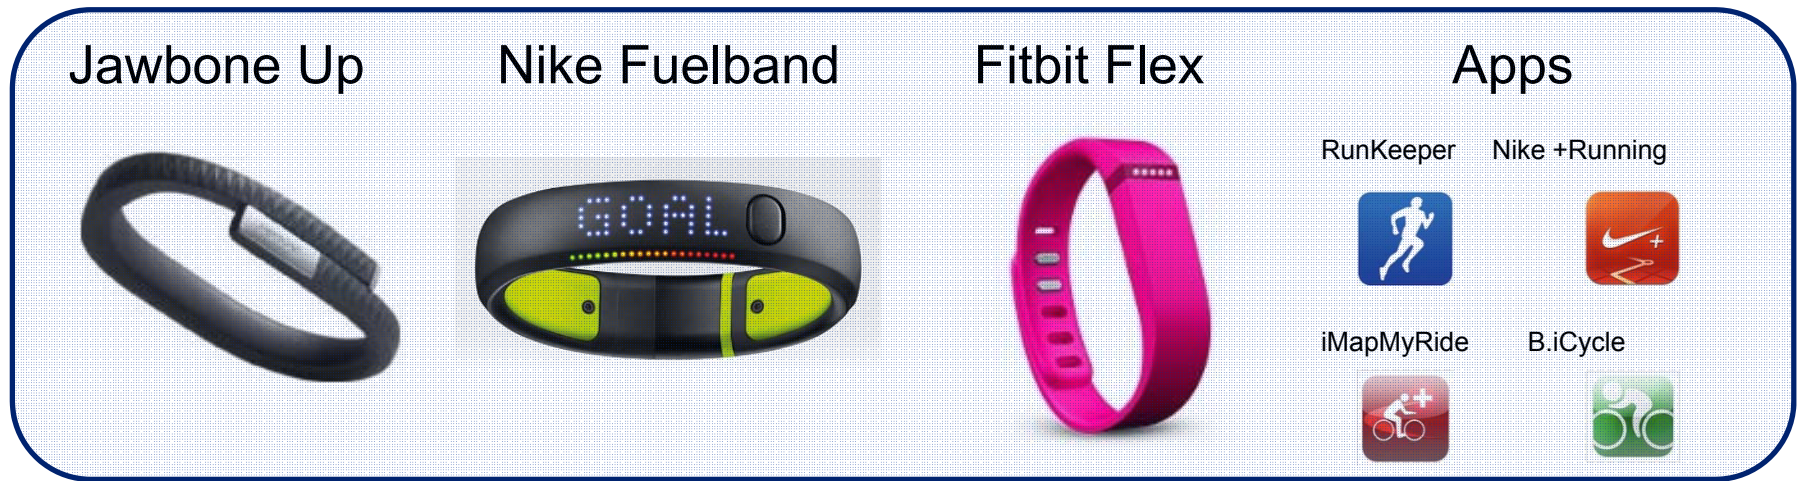 Jawbone Up
Nike Fuelband
Fitbit Flex
Apps
GOAL
RunKeeper
Nike +Running
iMapMyRide
B.iCycle